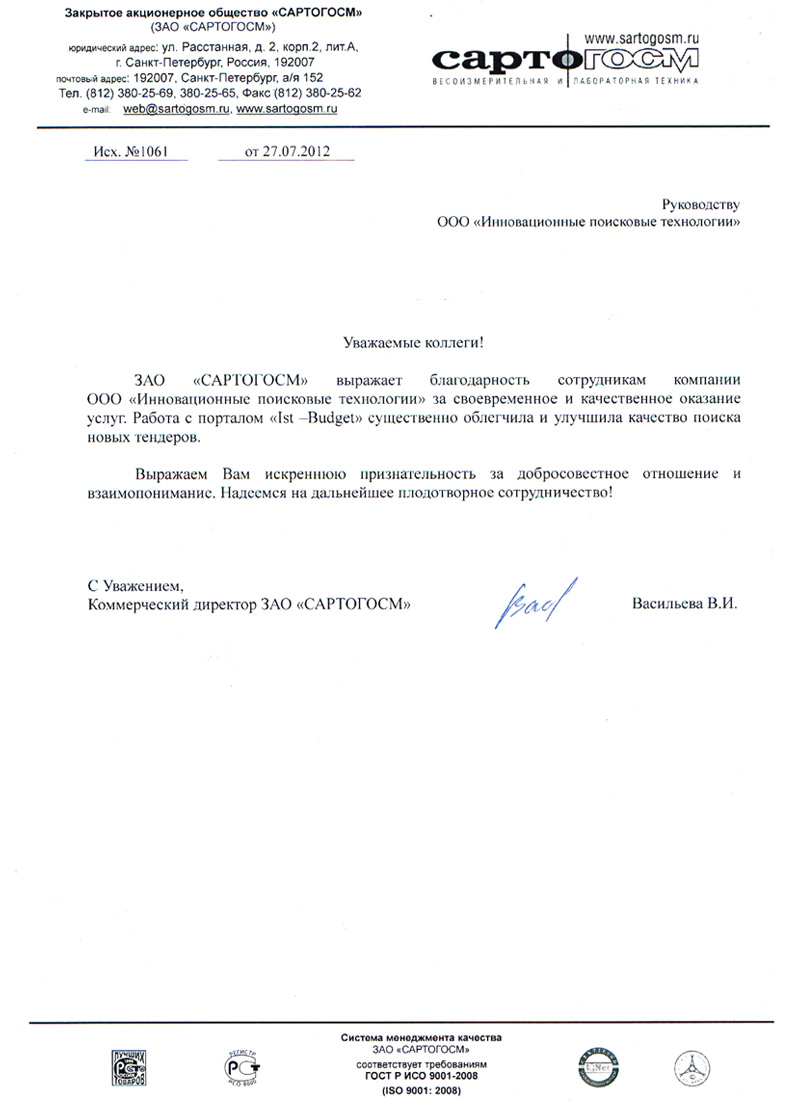 Закрытое акционерное общество «САРТОГОСМ»
(ЗАО «САРТОГОСМ»)
юридический адрес: ул. Расстанная, д. 2, корп.2, лит.А,
г. Санкт-Петербург, Россия, 192007
почтовый адрес: 192007, Санкт-Петербург, а/я 152
Тел. (812) 380-25-69, 380-25-65, Факс (812) 380-25-62
e-mail: web@sartogosm.ru, www.sartogosm.ru
www.sartogosm.ru
сартогосм
ВЕСОИЗМЕРИТЕЛЬНАЯ И ЛАБОРАТОРНАЯ ТЕХНИКА
Исх. №1061 от 27.07.2012
Руководству
ООО «Инновационные поисковые технологии»
Уважаемые коллеги!
ЗАО «САРТОГОСМ» выражает благодарность сотрудникам компании
ООО «Инновационные поисковые технологии» за своевременное и качественное оказание
услуг. Работа с порталом «Ist –Budget» существенно облегчила и улучшила качество поиска
новых тендеров.
Выражаем Вам искреннюю признательность за добросовестное отношение и
взаимопонимание. Надеемся на дальнейшее плодотворное сотрудничество!
С Уважением,
Коммерческий директор ЗАО «САРТОГОСМ» Васильева В.И.
Система менеджмента качества
ЗАО «САРТОГОСМ»
соответствует требованиям
ГОСТ Р ИСО 9001-2008
(ISO 9001: 2008)
ЛУЧШИХ
ТОВАРОВ
РЕГИСТР
РСТ
ИСО 9000